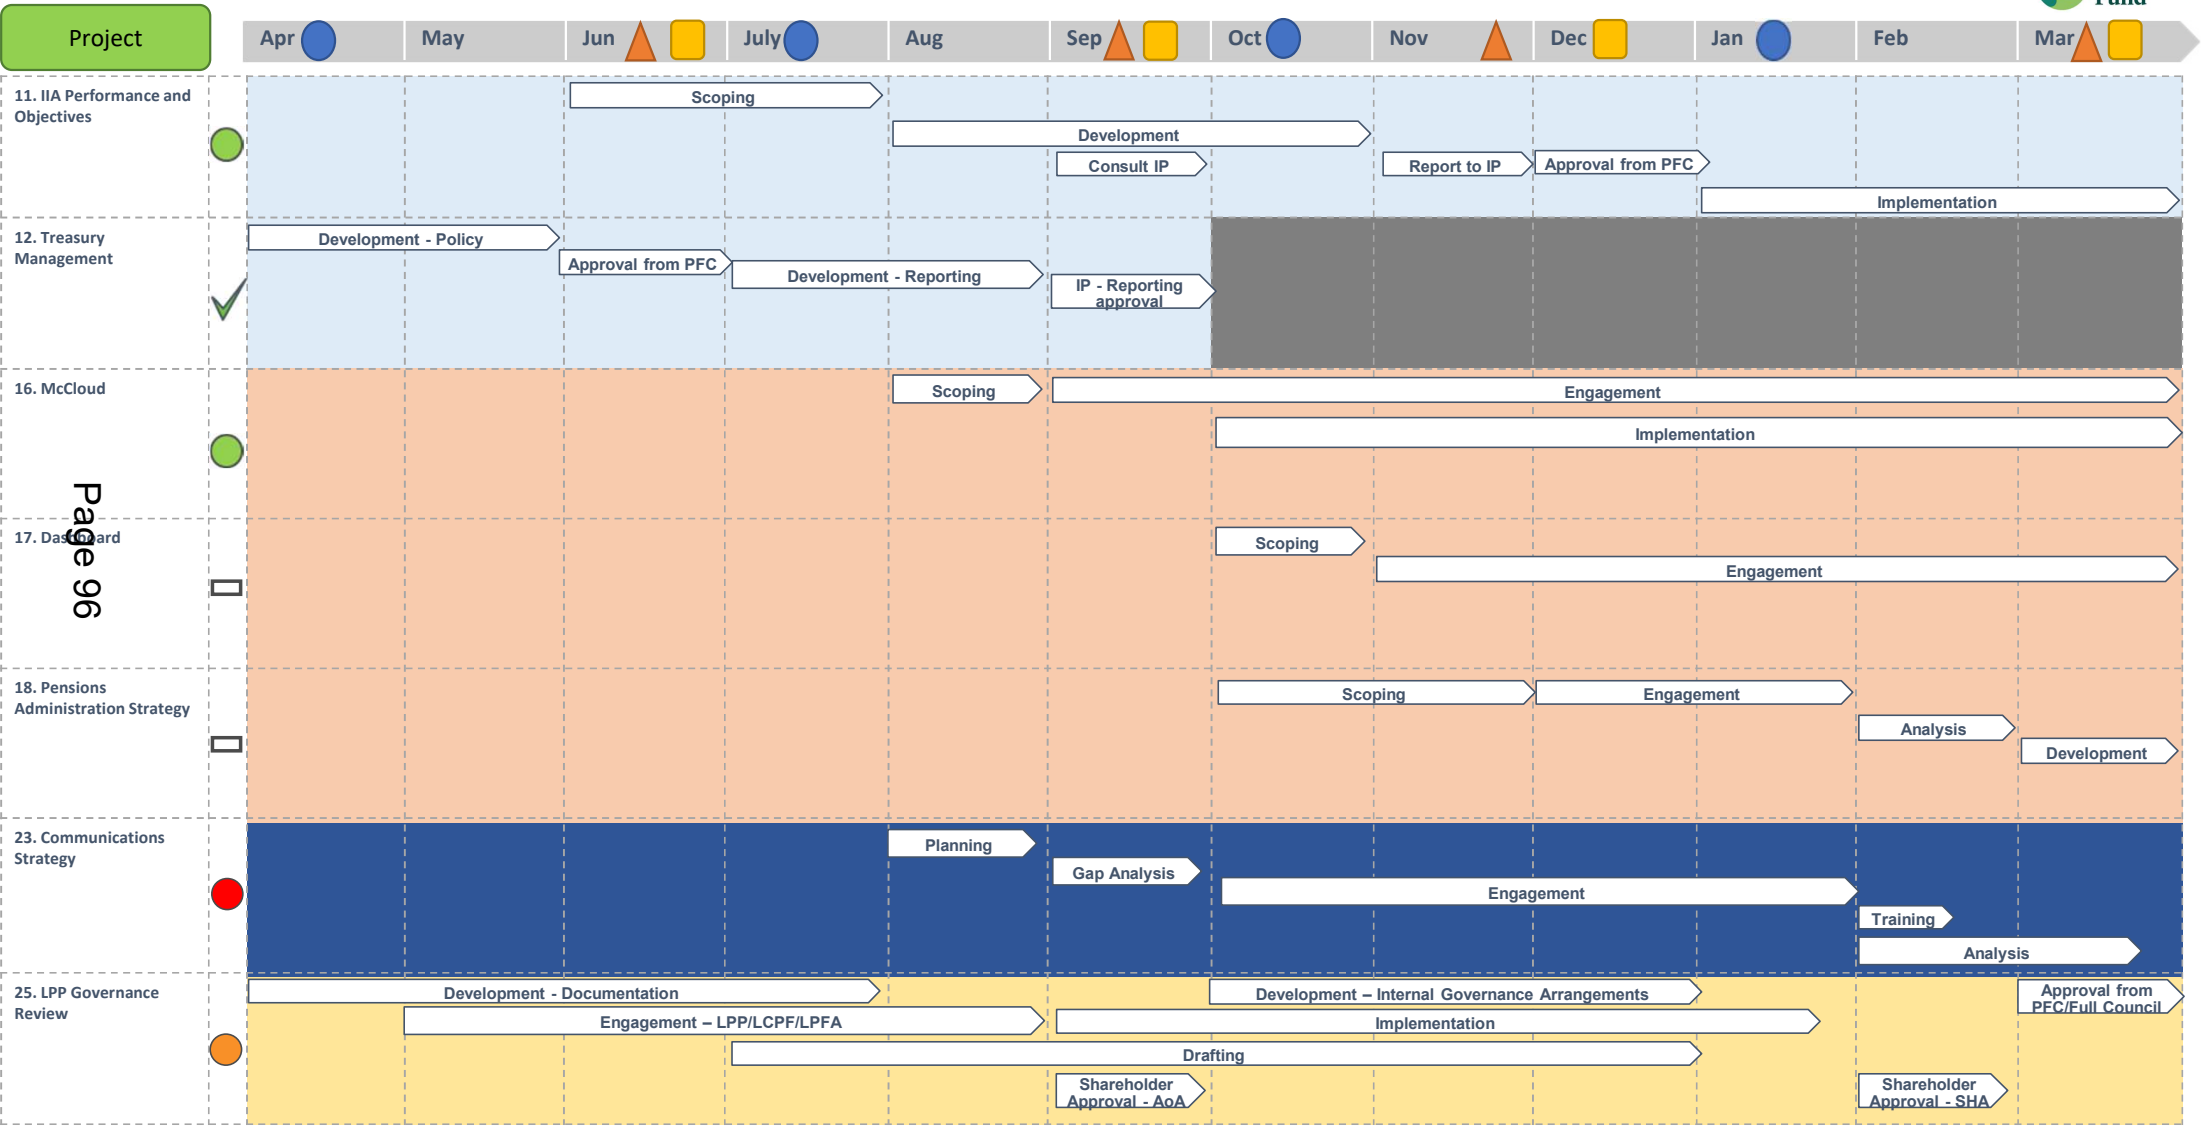 Fund
Project
Apr
May
Jun
July
Aug
Sep
Oct
Nov
Dec
Jan
Feb
Mar
11. IIA Performance and
Objectives
Scoping
Development
Consult IP
Report to IP
Approval from PFC
Implementation
12. Treasury
Management
Development - Policy
Approval from PFC
Development - Reporting
IP - Reporting
approval
16. McCloud
Scoping
Engagement
Implementation
Page 96
17. Dashboard
Scoping
Engagement
18. Pensions
Administration Strategy
Scoping
Engagement
Analysis
Development
23. Communications
Strategy
Planning
Gap Analysis
Engagement
Training
Analysis
25. LPP Governance
Review
Development - Documentation
Development – Internal Governance Arrangements
Approval from
PFC/Full Council
Engagement – LPP/LCPF/LPFA
Implementation
Drafting
Shareholder
Approval - AoA
Shareholder
Approval - SHA